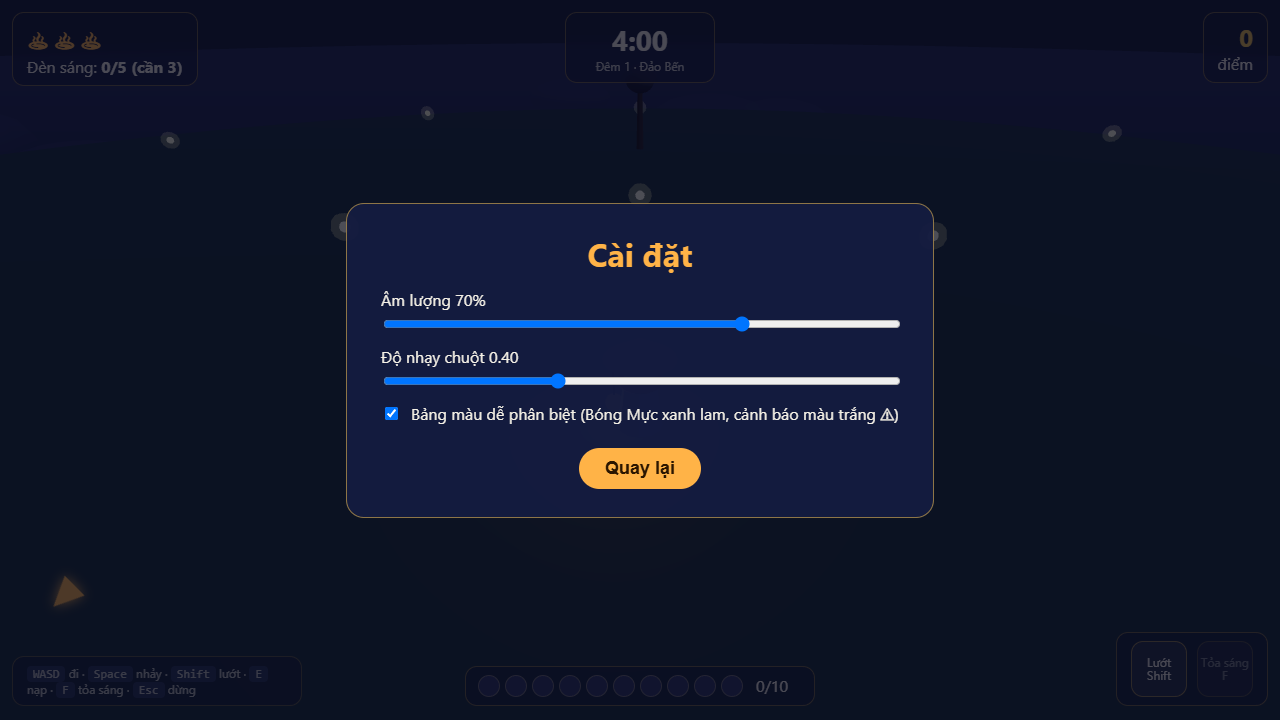 Đèn sáng: 0/5 (cần 3)
4:00
Đêm 1 · Đảo Bến
0
điểm
Cài đặt
Âm lượng 70%
Độ nhạy chuột 0.40
Bảng màu dễ phân biệt (Bóng Mực xanh lam, cảnh báo màu trắng ⚠)
Quay lại
WASD đi · Space nhảy · Shift lướt · E
nạp · F tỏa sáng · Esc dừng
0/10
Lướt
Shift
Tỏa sáng
F